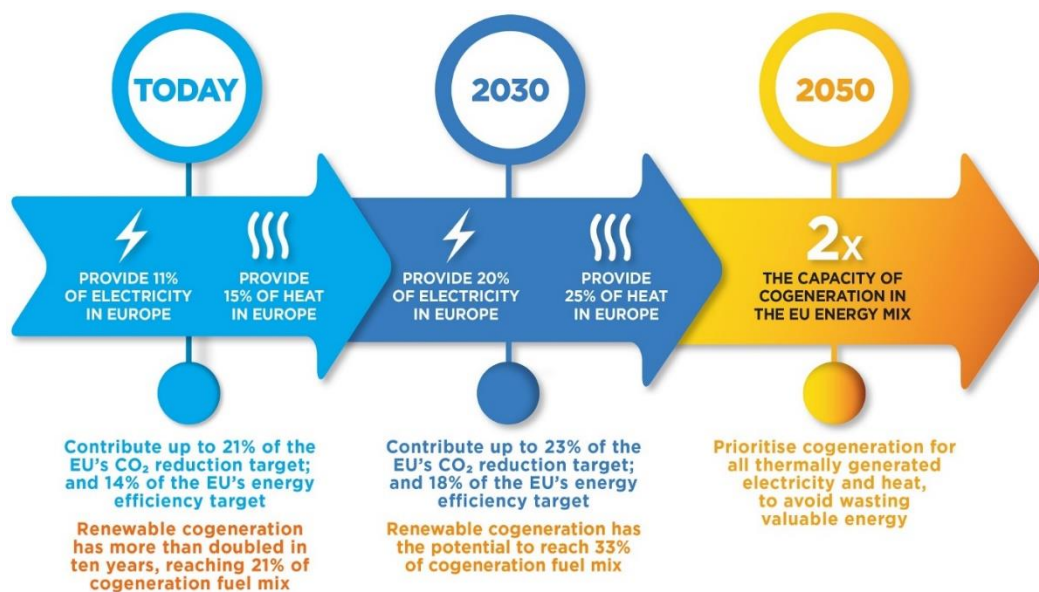 TODAY
PROVIDE 11%
OF ELECTRICITY
IN EUROPE
PROVIDE
15% OF HEAT
IN EUROPE
Contribute up to 21% of the
EU’s CO₂ reduction target;
and 14% of the EU’s energy
efficiency target
Renewable cogeneration
has more than doubled in
ten years, reaching 21% of
cogeneration fuel mix
2030
PROVIDE 20%
OF ELECTRICITY
IN EUROPE
PROVIDE
25% OF HEAT
IN EUROPE
Contribute up to 23% of the
EU’s CO₂ reduction target;
and 18% of the EU’s energy
efficiency target
Renewable cogeneration has
the potential to reach 33%
of cogeneration fuel mix
2050
2x
THE CAPACITY OF
COGENERATION IN
THE EU ENERGY MIX
Prioritise cogeneration for
all thermally generated
electricity and heat,
to avoid wasting
valuable energy